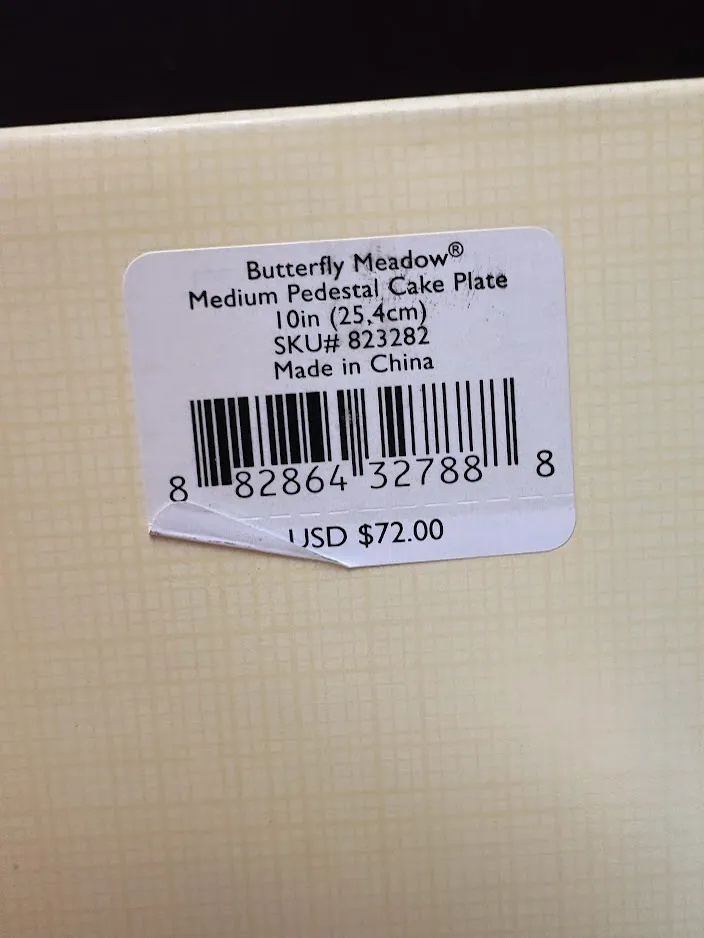 Butterfly Meadow®
Medium Pedestal Cake Plate
10in (25,4cm)
SKU# 823282
Made in China
8 82864 32788 8
USD $72.00